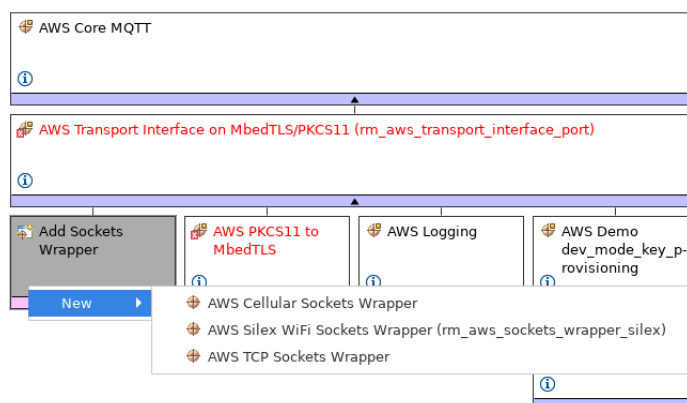 AWS Core MQTT
AWS Transport Interface on MbedTLS/PKCS11 (rm_aws_transport_interface_port)
Add Sockets
Wrapper
AWS PKCS11 to
MbedTLS
AWS Logging
AWS Demo
dev_mode_key_p-
rovisioning
New
AWS Cellular Sockets Wrapper
AWS Silex WiFi Sockets Wrapper (rm_aws_sockets_wrapper_silex)
AWS TCP Sockets Wrapper